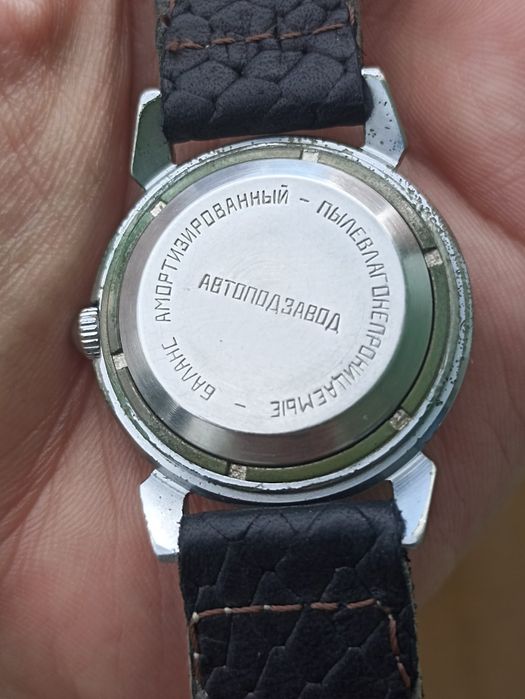 БАЛАНС АМОРТИЗИРОВАННЫЙ - ПЫЛЕВЛАГОНЕПРОНИЦАЕМЫЕ -
АВТОПОДЗАВОД